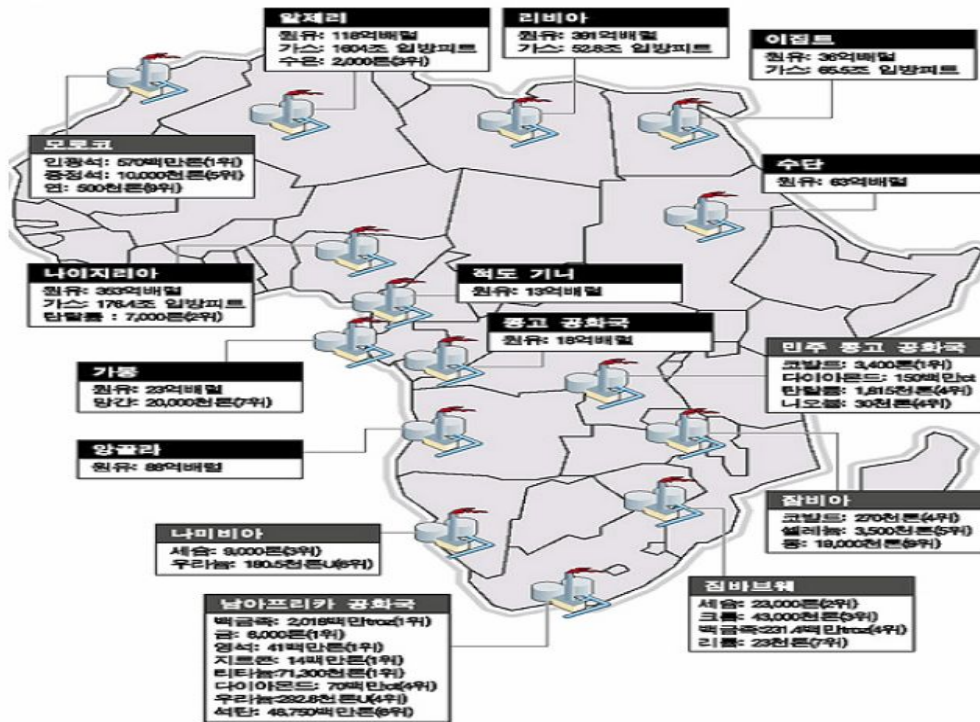 알제리
원유: 118억배럴
가스: 1604조 입방피트
수은: 2,000톤(3위)
리비아
원유: 391억배럴
가스: 52.8조 입방피트
이집트
원유: 36억배럴
가스: 65.5조 입방피트
모로코
인광석: 570백만톤(1위)
중정석: 10,000천톤(5위)
연: 500천톤(9위)
수단
원유: 63억배럴
나이지리아
원유: 353억배럴
가스: 176.4조 입방피트
탄탈륨 : 7,000톤(2위)
적도 기니
원유: 13억배럴
콩고 공화국
원유: 18억배럴
민주 콩고 공화국
코발트: 3,400톤(1위)
다이아몬드: 150백만ct
탄탈륨: 1,815천톤(4위)
니오븀: 30천톤(4위)
가봉
원유: 23억배럴
망간: 20,000천톤(7위)
앙골라
원유: 88억배럴
잠비아
코발트: 270천톤(4위)
셀레늄: 3,500천톤(5위)
동: 19,000천톤(9위)
나미비아
세슘: 9,000톤(3위)
우라늄: 180.5천톤U(6위)
짐바브웨
세슘: 23,000톤(2위)
크롬: 43,000천톤(3위)
백금족:231.4백만troz(4위)
리튬: 23천톤(7위)
남아프리카 공화국
백금족: 2,016백만troz(1위)
금: 6,000톤(1위)
형석: 41백만톤(1위)
지르콘: 14백만톤(1위)
티타늄:71,300천톤(1위)
다이아몬드: 70백만ct(4위)
우라늄:292.8천톤U(4위)
석탄: 48,750백만톤(6위)